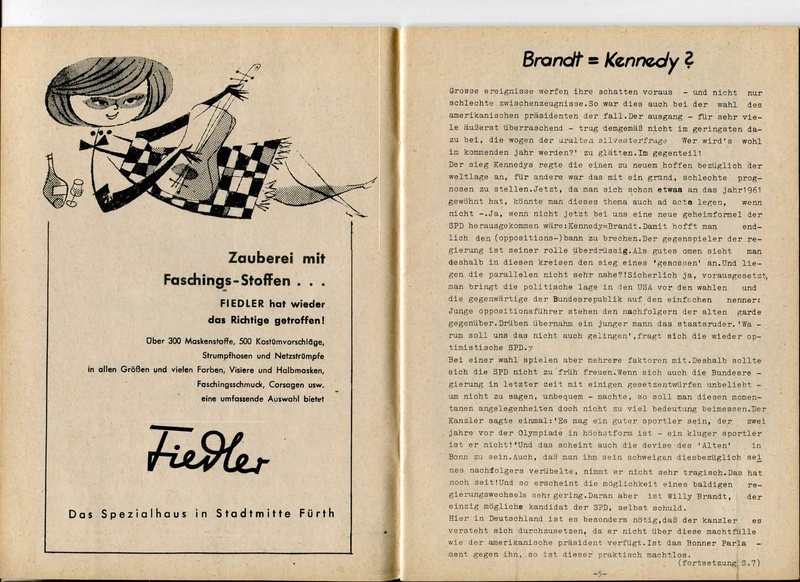 Zauberei mit
Faschings-Stoffen . . .
FIEDLER hat wieder
das Richtige getroffen!
Über 300 Maskenstoffe, 500 Kostümvorschläge,
Strumpfhosen und Netzstrümpfe
in allen Größen und vielen Farben, Visiere und Halbmasken,
Faschingsschmuck, Corsagen usw.
eine umfassende Auswahl bietet
Fiedler
Das Spezialhaus in Stadtmitte Fürth
Brandt = Kennedy?
Grosse ereignisse werfen ihre schatten voraus - und nicht nur
schlechte zwischenzeugnisse.So war dies auch bei der wahl des
amerikanischen präsidenten der fall.Der ausgang - für sehr vie-
le äußerst überraschend - trug demgemäß nicht im geringsten da-
zu bei, die wogen der uralten silvesterfrage Wer wird's wohl
im kommenden jahr werden?' zu glätten.Im gegenteil!
Der sieg Kennedys regte die einen zu neuem hoffen bezüglich der
weltlage an, für andere war das mit ein grund, schlechte prog-
nosen zu stellen.Jetzt, da man sich schon etwas an das jahr1961
gewöhnt hat, könnte man dieses thema auch ad acta legen, wenn
nicht -.Ja, wenn nicht jetzt bei uns eine neue geheimformel der
SPD herausgekommen wäre:Kennedy=Brandt.Damit hofft man end-
lich den (oppositions-)bann zu brechen.Der gegenspieler der re-
gierung ist seiner rolle überdrüssig.Als gutes omen sieht man
deshalb in diesen kreisen den sieg eines 'genossen' an.Und lie-
gen die parallelen nicht sehr nahe?!Sicherlich ja, vorausgesetzt,
man bringt die politische lage in den USA vor den wahlen und
die gegenwärtige der Bundesrepublik auf den einfachen nenner:
Junge oppositionsführer stehen den nachfolgern der alten garde
gegenüber.Drüben übernahm ein junger mann das staatsruder.'Wa -
rum soll uns das nicht auch gelingen',fragt sich die wieder op-
timistische SPD.
Bei einer wahl spielen aber mehrere faktoren mit.Deshalb sollte
sich die SPD nicht zu früh freuen.Wenn sich auch die Bundesre -
gierung in letzter zeit mit einigen gesetzentwürfen unbeliebt -
um nicht zu sagen, unbequem - machte, so soll man diesen momen-
tanen angelegenheiten doch nicht zu viel bedeutung beimessen.Der
Kanzler sagte einmal:'Es mag ein guter sportler sein, der zwei
jahre vor der Olympiade in höchstform ist - ein kluger sportler
ist er nicht!'Und das scheint auch die devise des 'Alten' in
Bonn zu sein.Auch, daß man ihm sein schweigen diesbezüglich sei
nes nachfolgers verübelte, nimmt er nicht sehr tragisch.Das hat
noch zeit!Und so erscheint die möglichkeit eines baldigen re-
gierungswechsels sehr gering.Daran aber ist Willy Brandt, der
einzig mögliche kandidat der SPD, selbst schuld.
Hier in Deutschland ist es besonders nötig,daß der kanzler es
versteht sich durchzusetzen, da er nicht über diese machtfülle
wie der amerikanische präsident verfügt.Ist das Bonner Parla -
ment gegen ihn, so ist dieser praktisch machtlos.
(fortsetzung S.7)
-5-